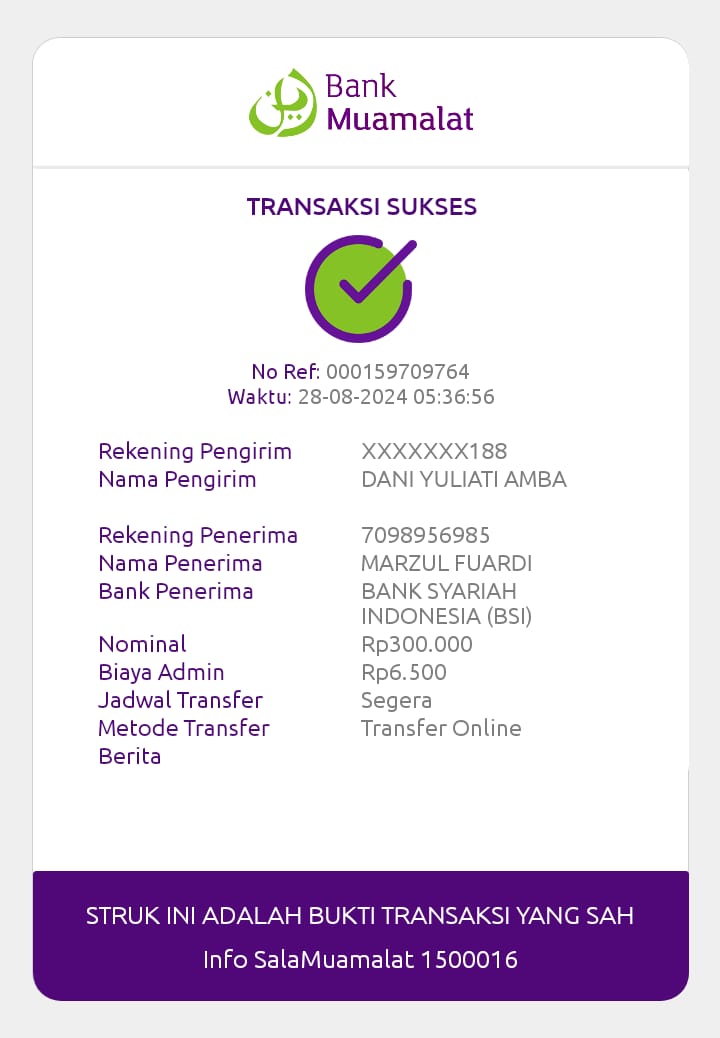 Bank
Muamalat
TRANSAKSI SUKSES
No Ref: 000159709764
Waktu: 28-08-2024 05:36:56
Rekening Pengirim XXXXXXX188
Nama Pengirim DANI YULIATI AMBA
Rekening Penerima 7098956985
Nama Penerima MARZUL FUARDI
Bank Penerima BANK SYARIAH
INDONESIA (BSI)
Nominal Rp300.000
Biaya Admin Rp6.500
Jadwal Transfer Segera
Metode Transfer Transfer Online
Berita
STRUK INI ADALAH BUKTI TRANSAKSI YANG SAH
Info SalaMuamalat 1500016